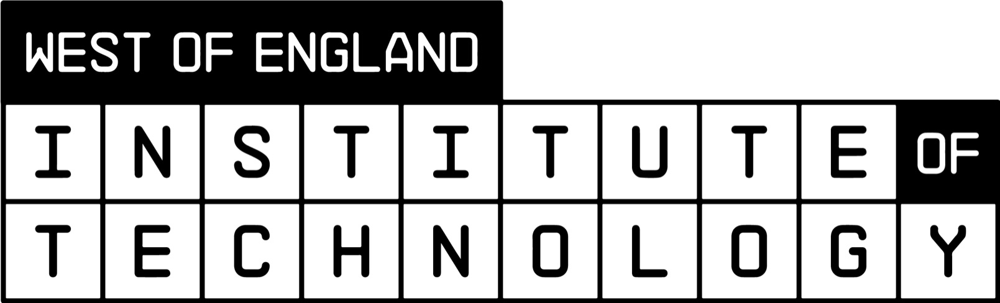 WEST OF ENGLAND
INSTITUTE OF
TECHNOLOGY